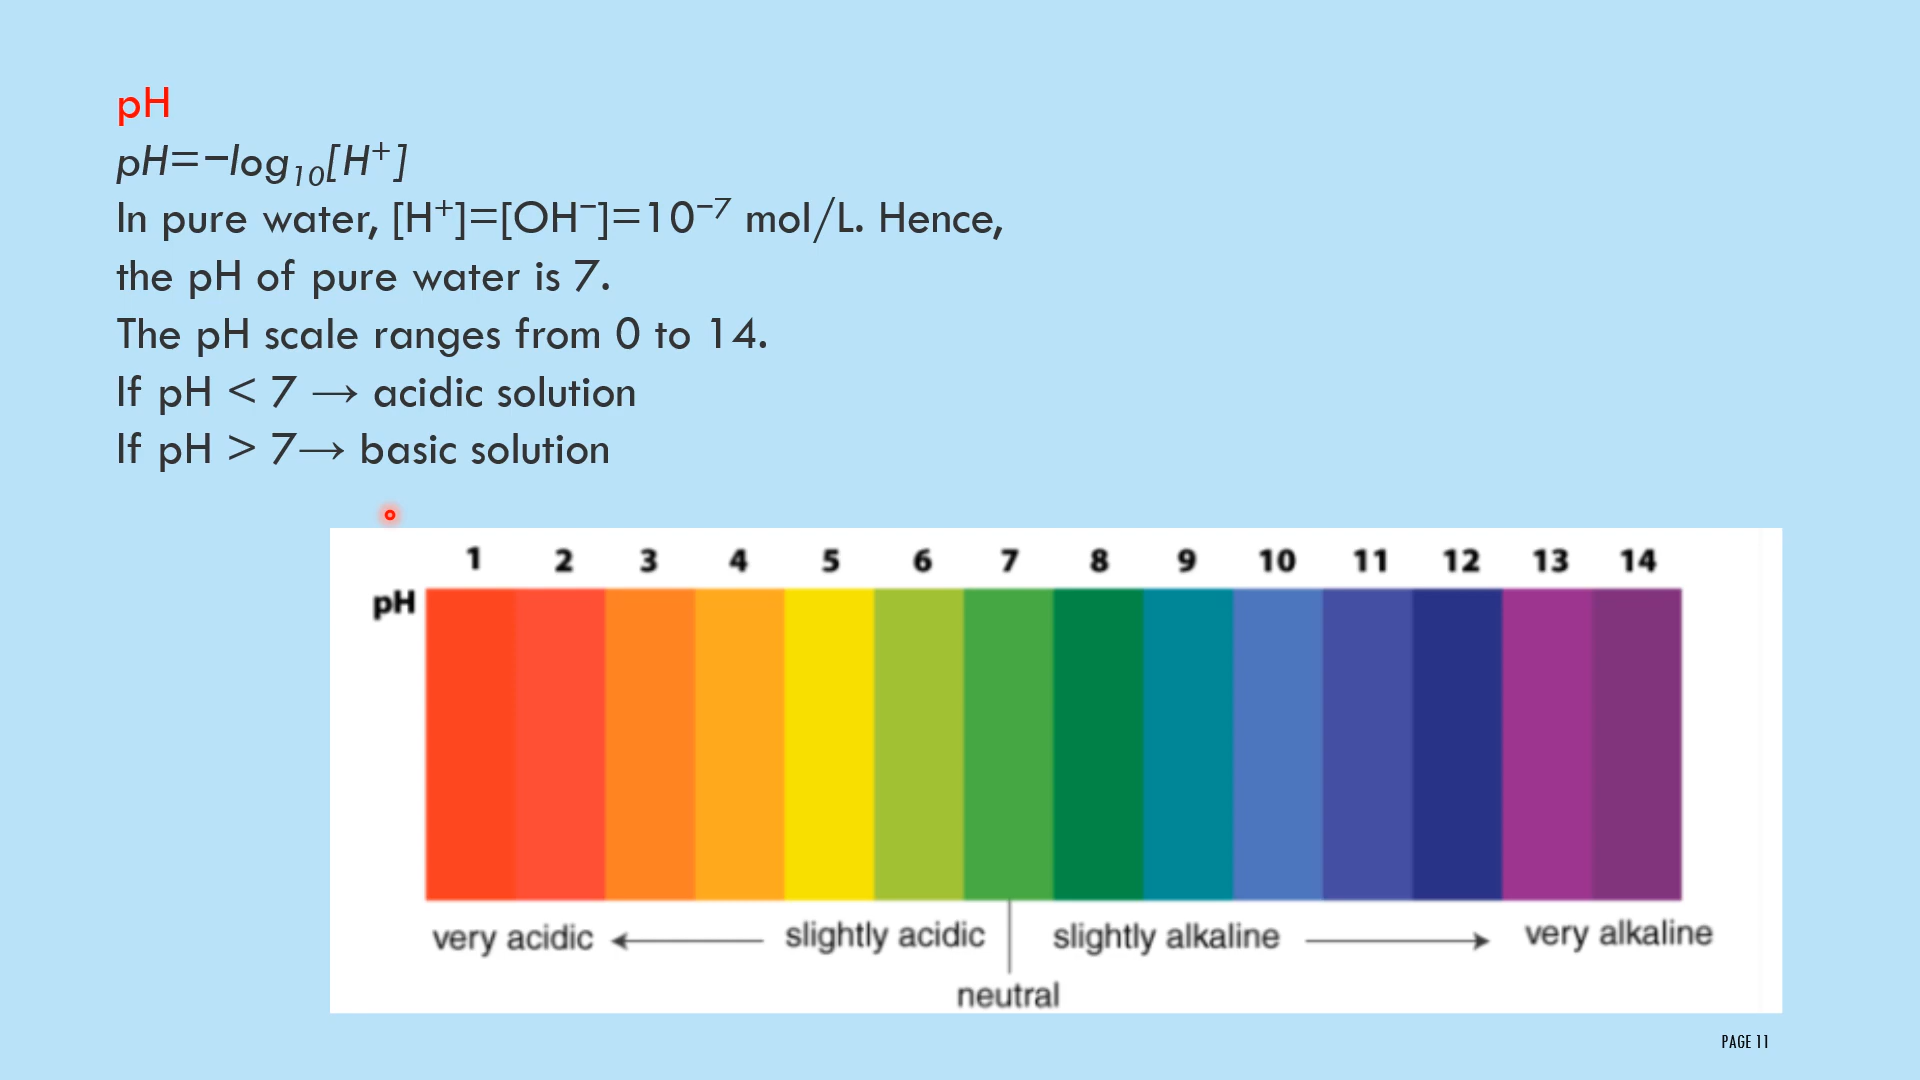 pH
pH=−log₁₀[H⁺]
In pure water, [H⁺]=[OH⁻]=10⁻⁷ mol/L. Hence,
the pH of pure water is 7.
The pH scale ranges from 0 to 14.
If pH < 7 → acidic solution
If pH > 7→ basic solution
1 2 3 4 5 6 7 8 9 10 11 12 13 14
pH
very acidic slightly acidic slightly alkaline very alkaline
neutral
PAGE 11